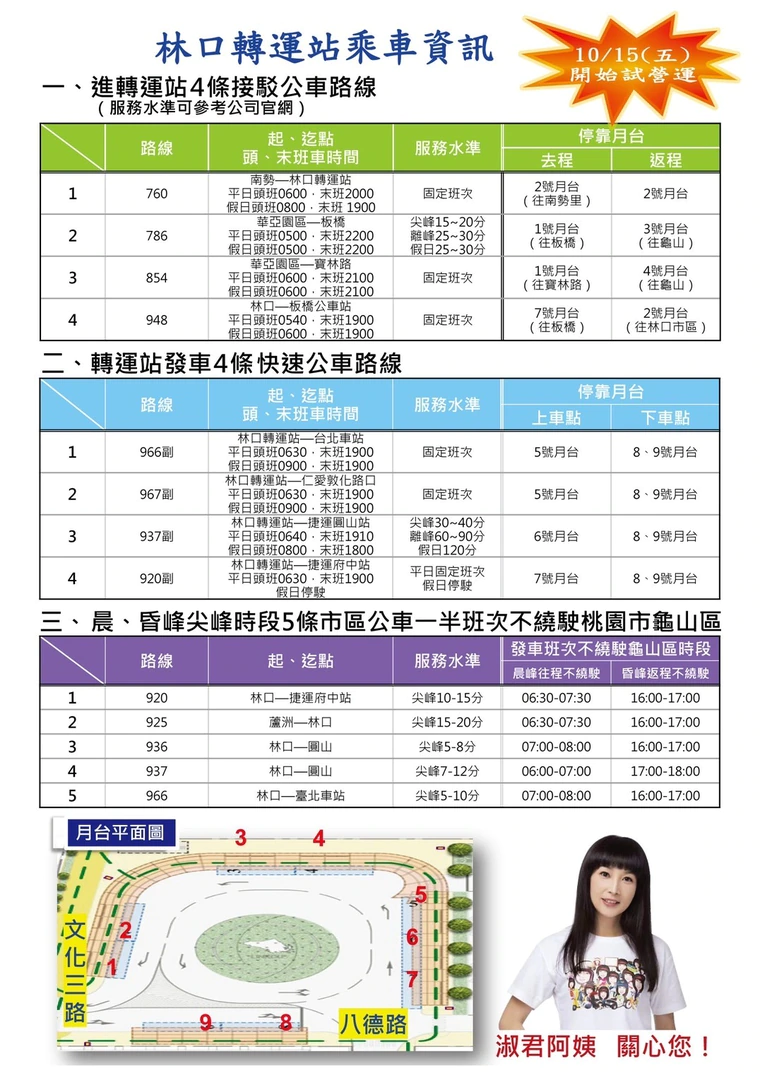 林口轉運站乘車資訊
10/15(五)
開始試營運
一、進轉運站4條接駁公車路線
(服務水準可參考公司官網)
路線 起、迄點 頭、末班車時間 服務水準 停靠月台
去程 返程
1 760 南勢—林口轉運站 平日頭班0600．末班2000 假日頭班0800．末班 1900 固定班次 2號月台 (往南勢里) 2號月台
2 786 華亞園區—板橋 平日頭班0500．末班2200 假日頭班0500．末班2200 尖峰15~20分 離峰25~30分 假日25~30分 1號月台 (往板橋) 3號月台 (往龜山)
3 854 華亞園區—寶林路 平日頭班0600．末班2100 假日頭班0600．末班2100 固定班次 1號月台 (往寶林路) 4號月台 (往龜山)
4 948 林口—板橋公車站 平日頭班0540．末班1900 假日頭班0600．末班1900 固定班次 7號月台 (往板橋) 2號月台 (往林口市區)
二、轉運站發車4條快速公車路線
路線 起、迄點 頭、末班車時間 服務水準 停靠月台
上車點 下車點
1 966副 林口轉運站—台北車站 平日頭班0630．末班1900 假日頭班0900．末班1900 固定班次 5號月台 8、9號月台
2 967副 林口轉運站—仁愛敦化路口 平日頭班0630．末班1900 假日頭班0900．末班1900 固定班次 5號月台 8、9號月台
3 937副 林口轉運站—捷運圓山站 平日頭班0640．末班1910 假日頭班0800．末班1800 尖峰30~40分 離峰60~90分 假日120分 6號月台 8、9號月台
4 920副 林口轉運站—捷運府中站 平日頭班0630．末班1900 假日停駛 平日固定班次 假日停駛 7號月台 8、9號月台
三、晨、昏峰尖峰時段5條市區公車一半班次不繞駛桃園市龜山區
路線 起、迄點 服務水準 發車班次不繞駛龜山區時段
晨峰往程不繞駛 昏峰返程不繞駛
1 920 林口—捷運府中站 尖峰10-15分 06:30-07:30 16:00-17:00
2 925 蘆洲—林口 尖峰15-20分 06:30-07:30 16:00-17:00
3 936 林口—圓山 尖峰5-8分 07:00-08:00 16:00-17:00
4 937 林口—圓山 尖峰7-12分 06:00-07:00 17:00-18:00
5 966 林口—臺北車站 尖峰5-10分 07:00-08:00 16:00-17:00
月台平面圖
3 4
5
2 6
1 7
9 8
文化三路
八德路
淑君阿姨 關心您！